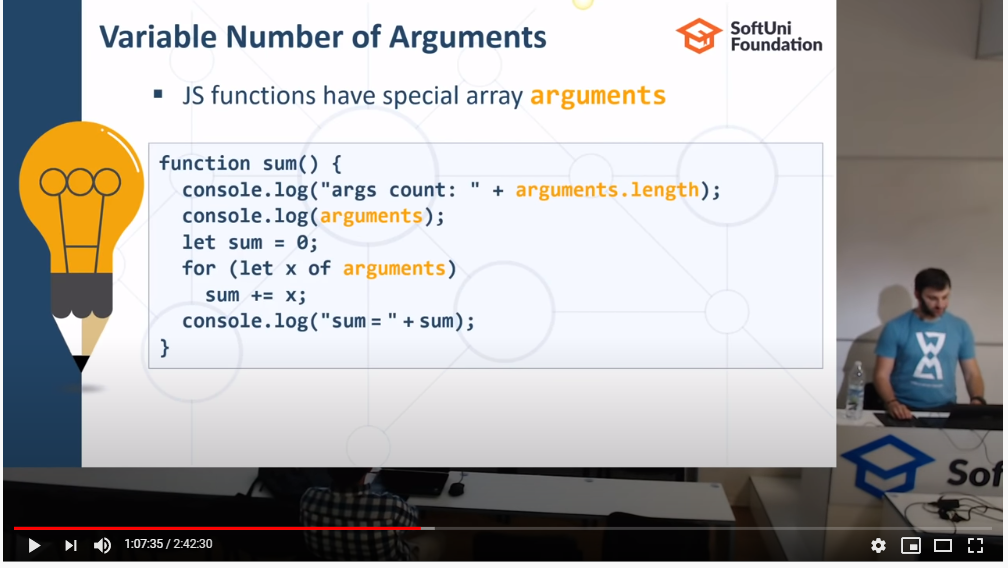 Variable Number of Arguments
SoftUni
Foundation
▪ JS functions have special array arguments
function sum() {
console.log("args count: " + arguments.length);
console.log(arguments);
let sum = 0;
for (let x of arguments)
sum += x;
console.log("sum = " + sum);
}
Sof
1:07:35 / 2:42:30